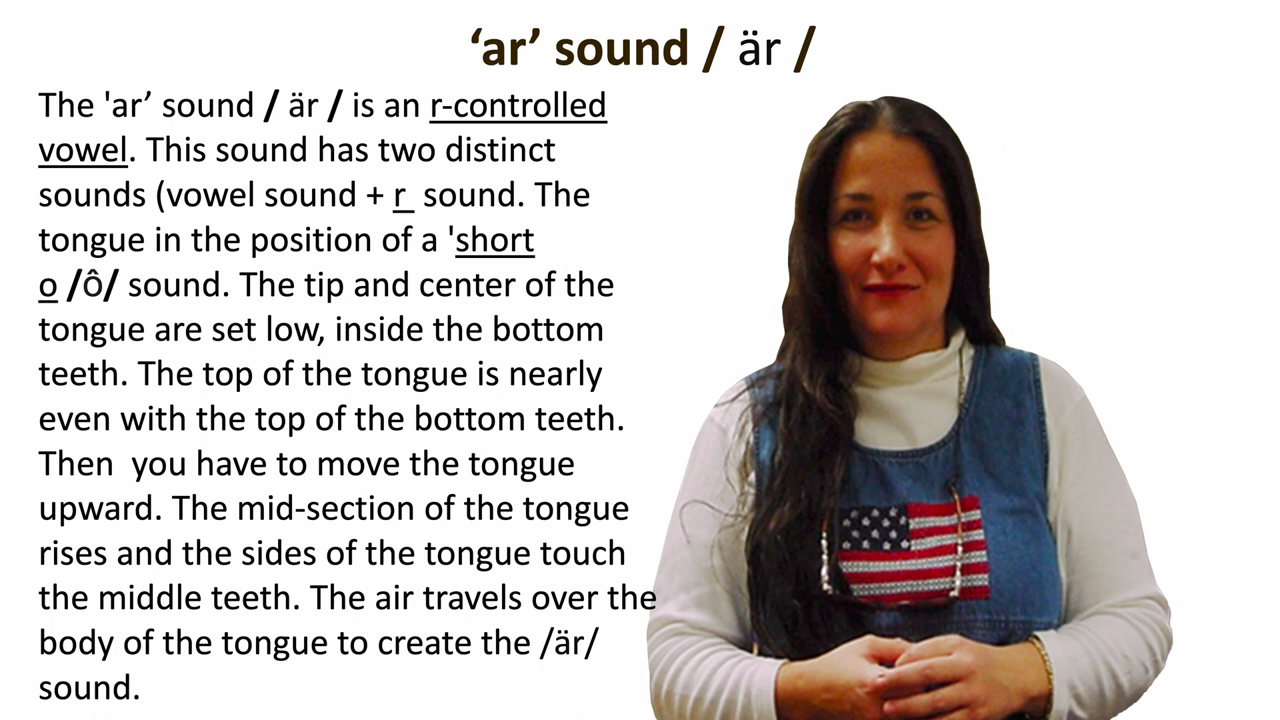 ‘ar’ sound / är /
The 'ar’ sound / är / is an r-controlled
vowel. This sound has two distinct
sounds (vowel sound + r  sound. The
tongue in the position of a 'short
o /ô/ sound. The tip and center of the
tongue are set low, inside the bottom
teeth. The top of the tongue is nearly
even with the top of the bottom teeth.
Then  you have to move the tongue
upward. The mid-section of the tongue
rises and the sides of the tongue touch
the middle teeth. The air travels over the
body of the tongue to create the /är/
sound.